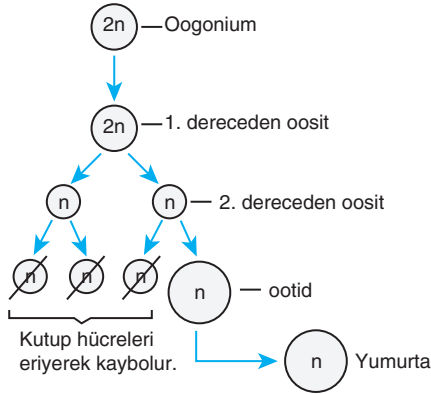 2n Oogonium
2n 1. dereceden oosit
n n 2. dereceden oosit
n n n n ootid
Kutup hücreleri
eriyerek kaybolur.
n Yumurta